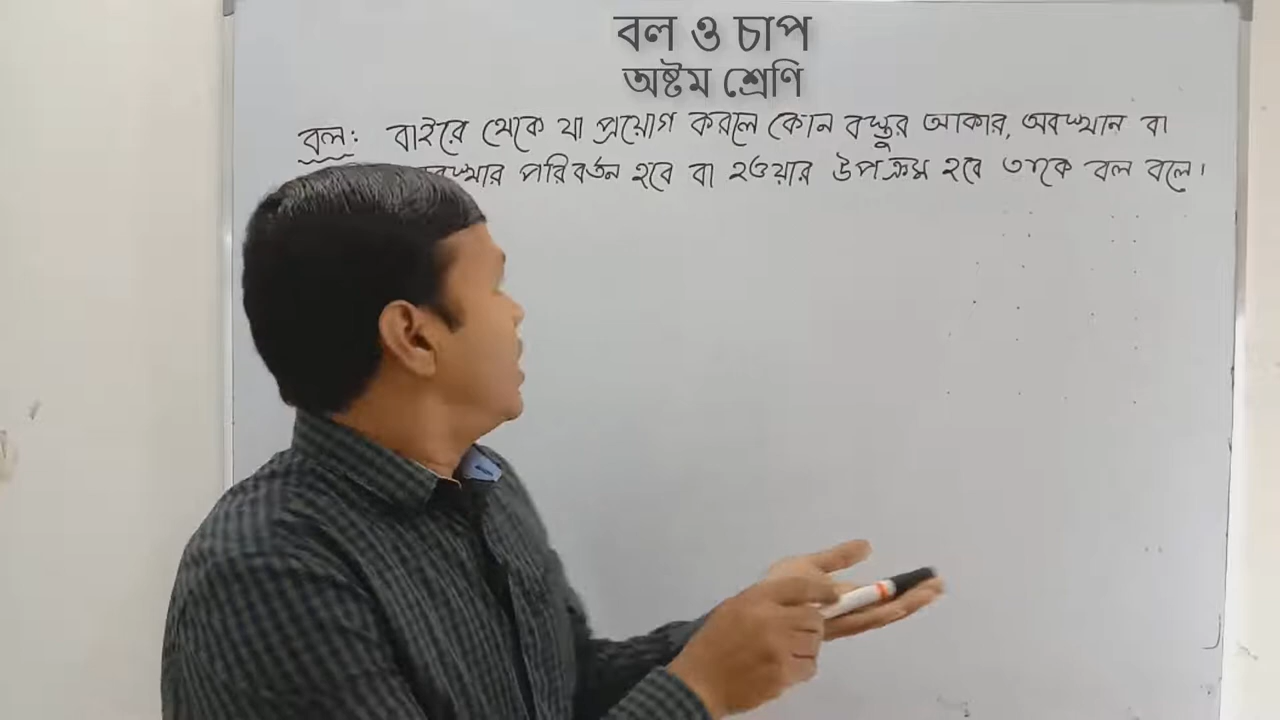 বল ও চাপ
অষ্টম শ্রেণি
বল: বাইরে থেকে যা প্রয়োগ করলে কোন বস্তুর আকার, অবস্থান বা
পরিবর্তন হবে বা হওয়ার উপক্রম হবে তাকে বল বলে।